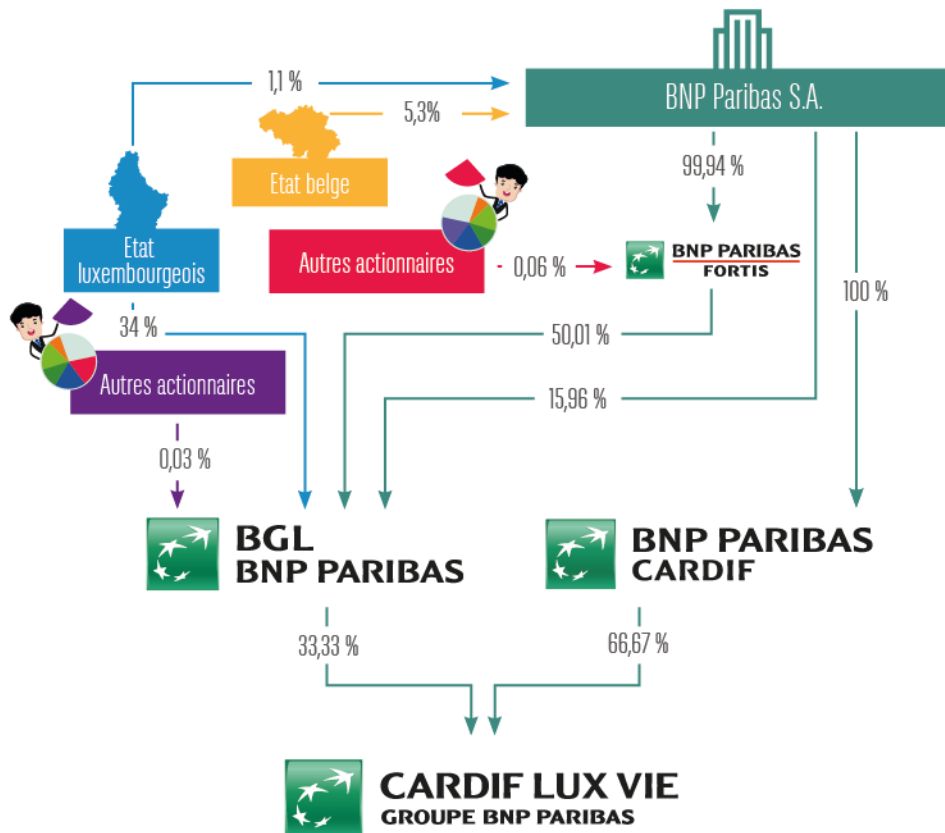 1,1 %
BNP Paribas S.A.
5,3%
Etat belge
99,94 %
Etat
luxembourgeois
Autres actionnaires
0,06 %
BNP PARIBAS
FORTIS
100 %
34 %
50,01 %
Autres actionnaires
15,96 %
0,03 %
BGL
BNP PARIBAS
BNP PARIBAS
CARDIF
33,33 %
66,67 %
CARDIF LUX VIE
GROUPE BNP PARIBAS